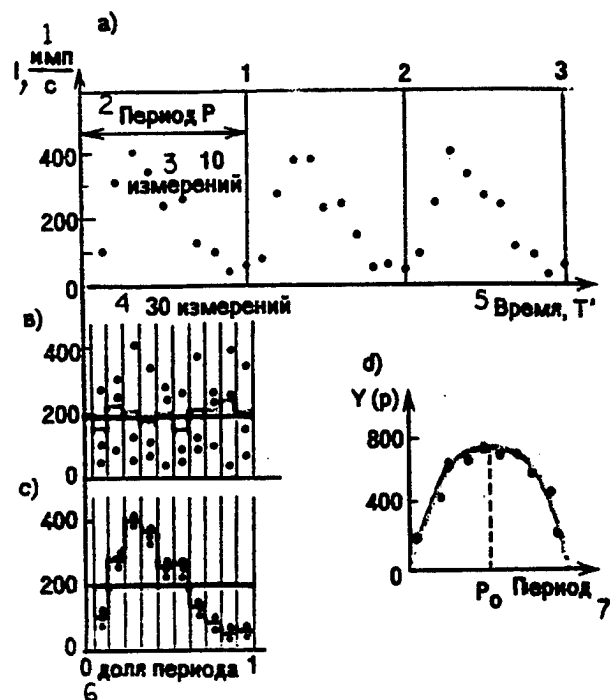 а)
1
I, имп
с
1 2 3
2 Период Р
400
3 10
измерений
200
0
4 30 измерений
5 Время, Т'
в)
400
200
0
d)
Y (p)
800
400
0
P₀ Период 7
с)
400
200
0
0 доля периода 1
6